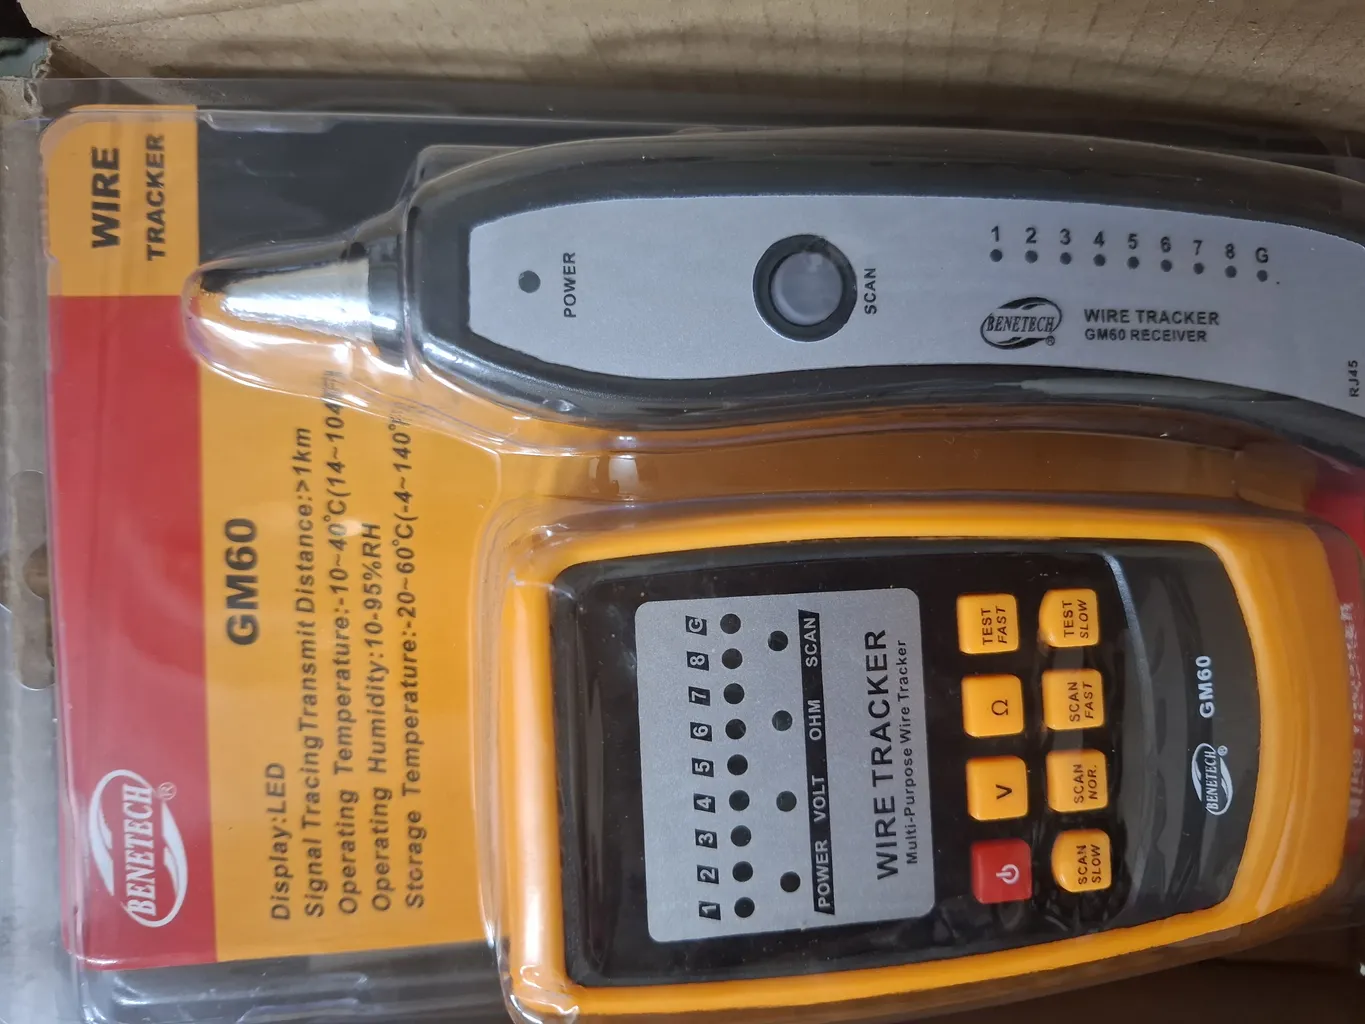 BENETECH®
WIRE
TRACKER
GM60
Display:LED
Signal Tracing Transmit Distance:>1km
Operating Temperature:-10~40°C(14~104°F)
Operating Humidity:10-95%RH
Storage Temperature:-20~60°C(-4~140°F)
POWER
SCAN
1 2 3 4 5 6 7 8 G
BENETECH®
WIRE TRACKER
GM60 RECEIVER
RJ45
1 2 3 4 5 6 7 8 G
POWER VOLT OHM SCAN
WIRE TRACKER
Multi-Purpose Wire Tracker
V
Ω
TEST
FAST
SCAN
SLOW
SCAN
NOR.
SCAN
FAST
TEST
SLOW
BENETECH® GM60